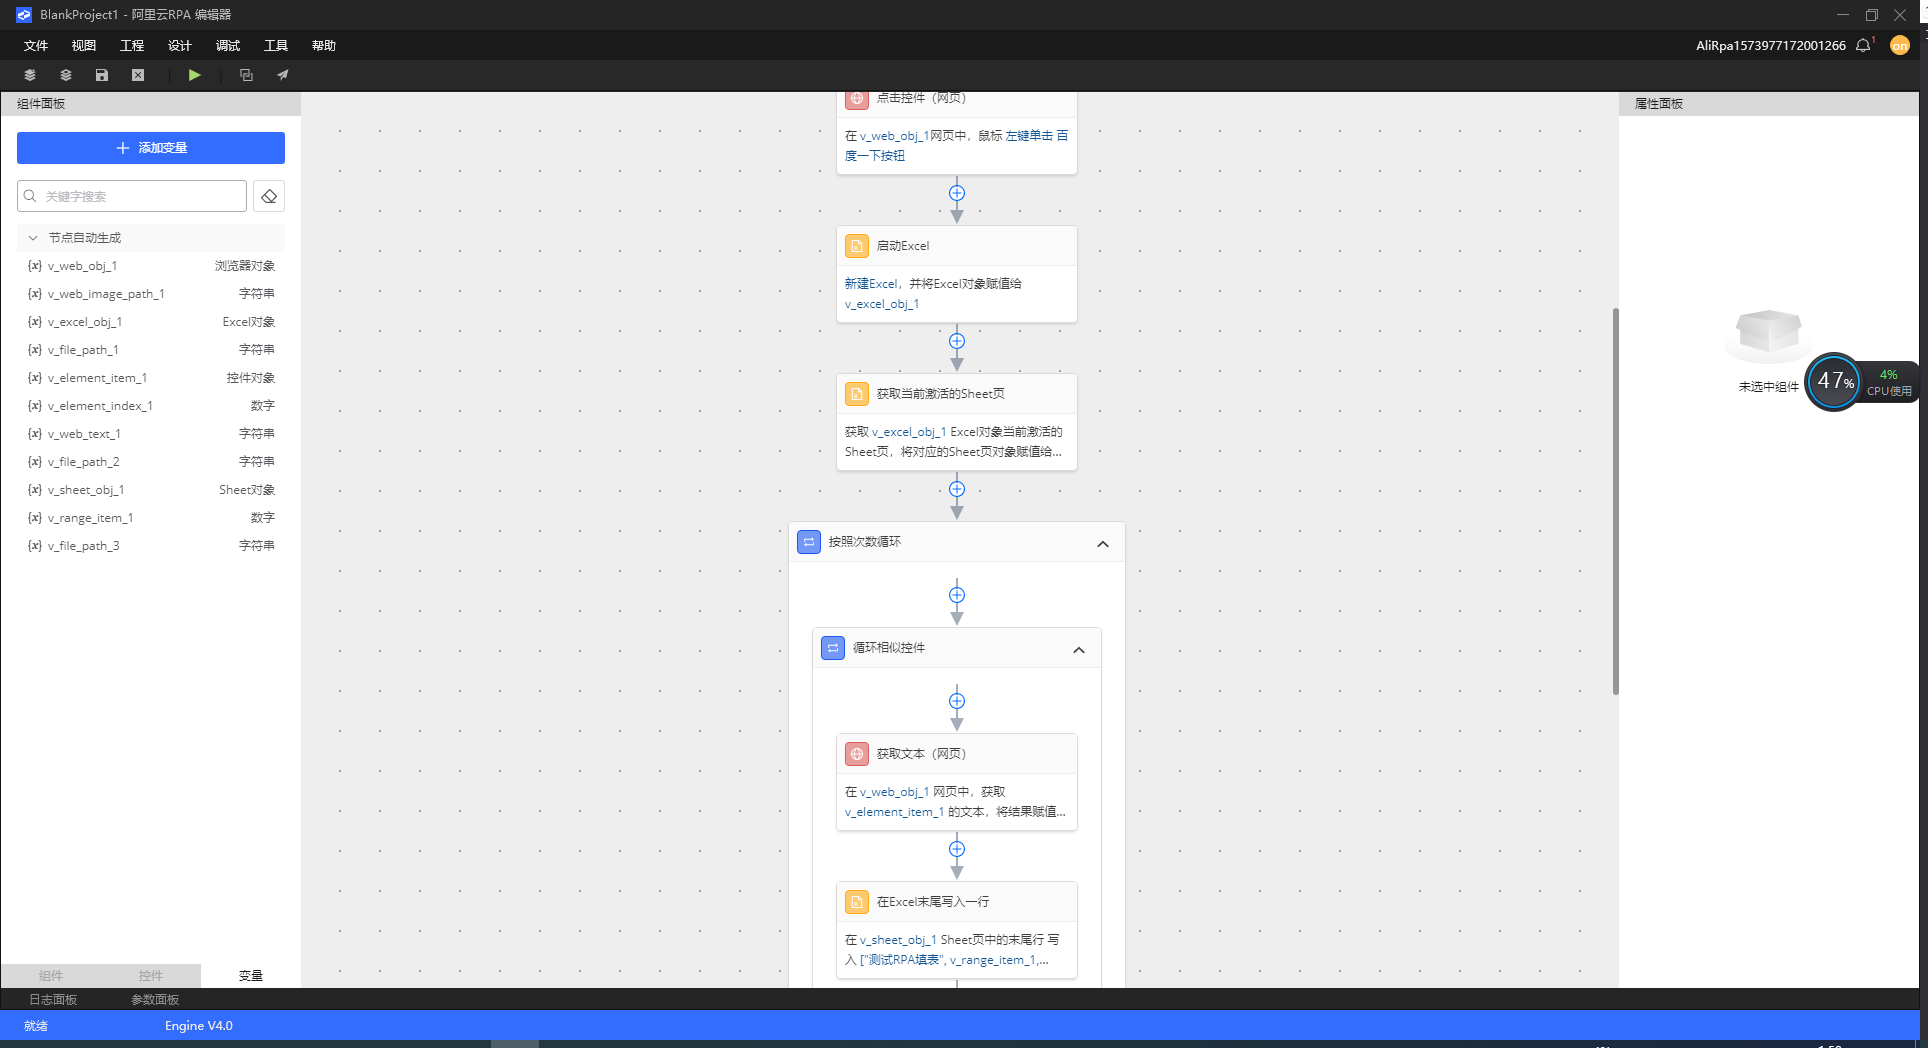 BlankProject1 - 阿里云RPA 编辑器
文件 视图 工程 设计 调试 工具 帮助
AliRpa1573977172001266
1
on
组件面板
添加变量
关键字搜索
节点自动生成
{x} v_web_obj_1 浏览器对象
{x} v_web_image_path_1 字符串
{x} v_excel_obj_1 Excel对象
{x} v_file_path_1 字符串
{x} v_element_item_1 控件对象
{x} v_element_index_1 数字
{x} v_web_text_1 字符串
{x} v_file_path_2 字符串
{x} v_sheet_obj_1 Sheet对象
{x} v_range_item_1 数字
{x} v_file_path_3 字符串
组件 控件 变量
点击控件（网页）
在 v_web_obj_1网页中，鼠标 左键单击 百
度一下按钮
启动Excel
新建Excel，并将Excel对象赋值给
v_excel_obj_1
获取当前激活的Sheet页
获取 v_excel_obj_1 Excel对象当前激活的
Sheet页，将对应的Sheet页对象赋值给...
按照次数循环
循环相似控件
获取文本（网页）
在 v_web_obj_1 网页中，获取
v_element_item_1 的文本，将结果赋值...
在Excel末尾写入一行
在 v_sheet_obj_1 Sheet页中的末尾行 写
入 ["测试RPA填表", v_range_item_1,...
属性面板
未选中组件
47%
4%
CPU使用
日志面板 参数面板
就绪 Engine V4.0